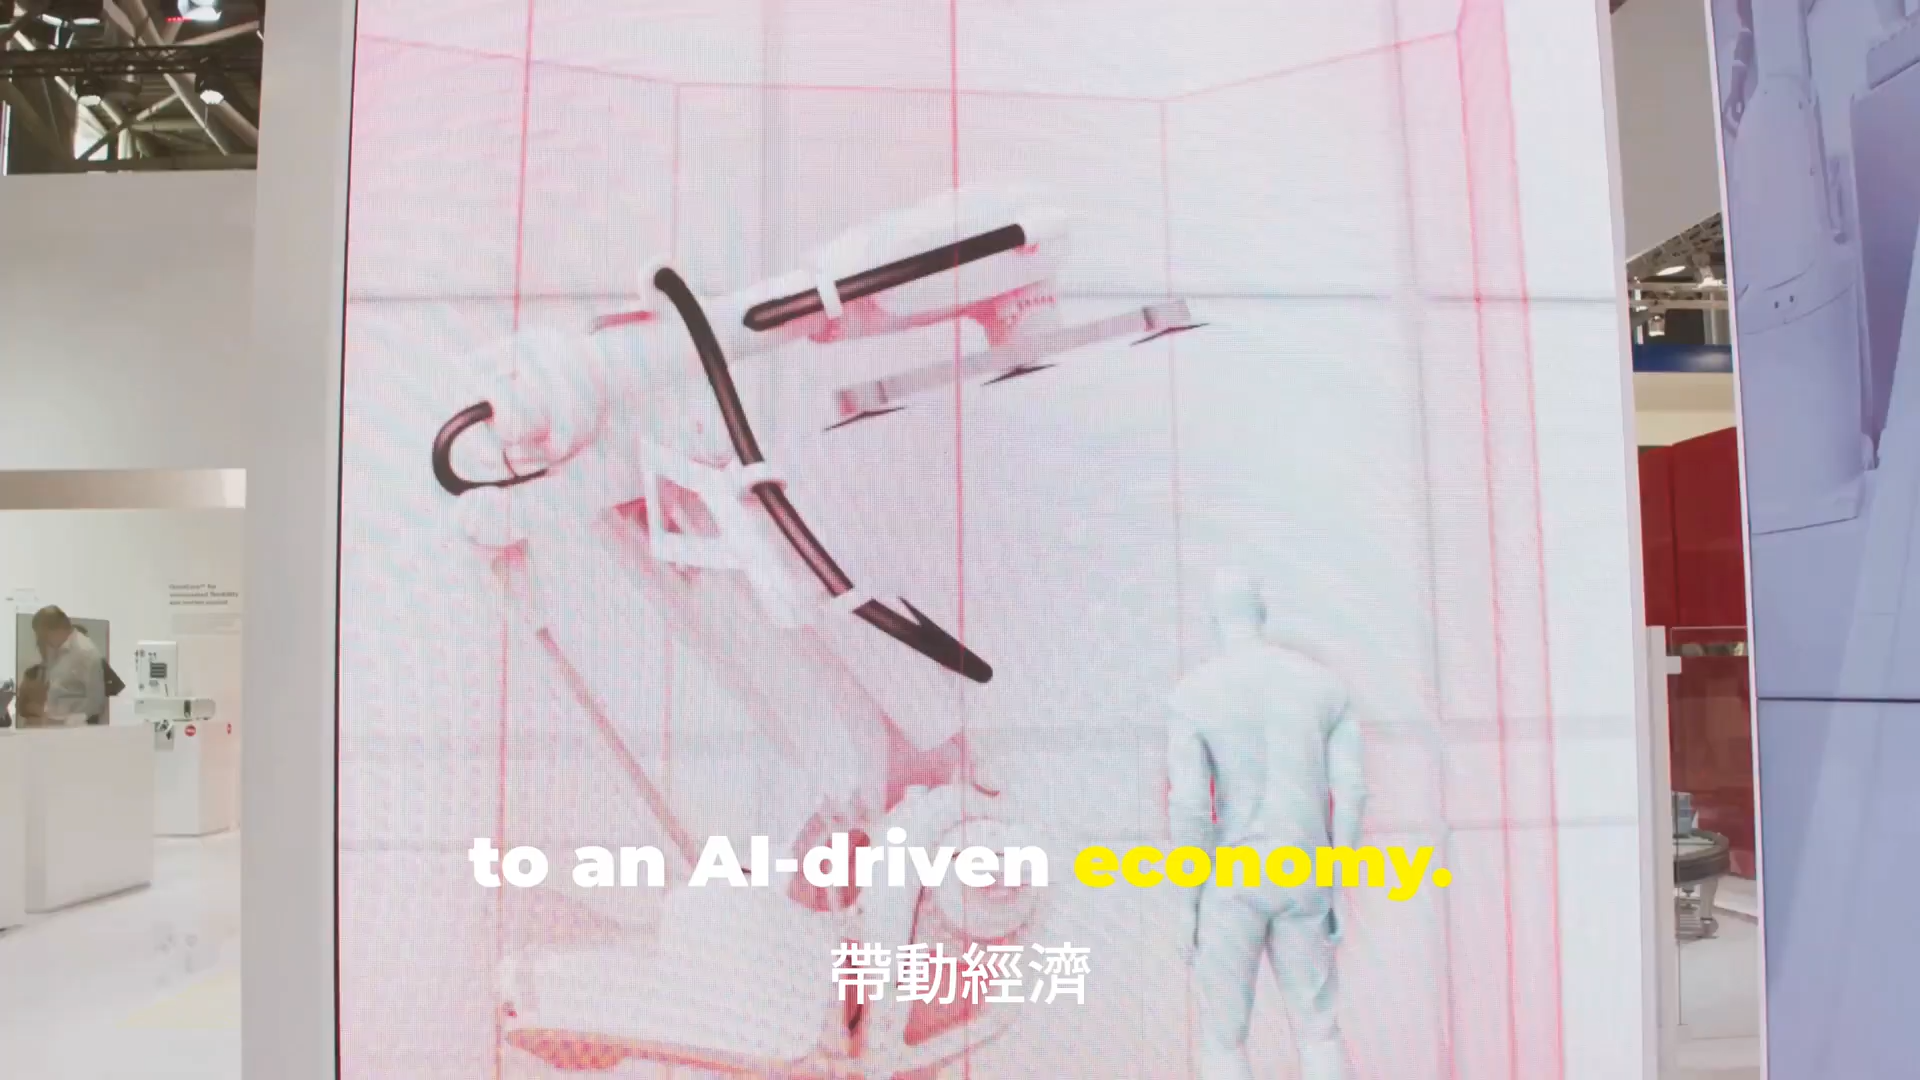 to an AI-driven economy.
帶動經濟